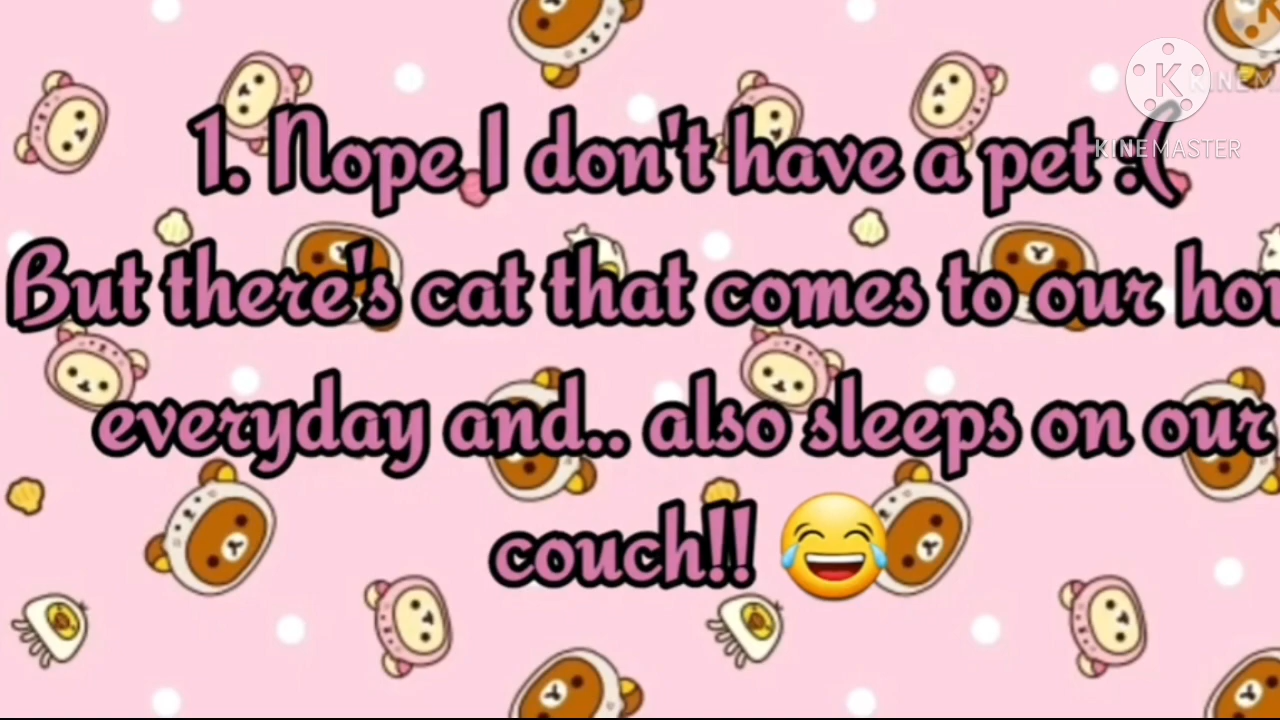 1. Nope I don't have a pet :(
But there's cat that comes to our
everyday and.. also sleeps on our
couch!! 😂
K
KINEMASTER